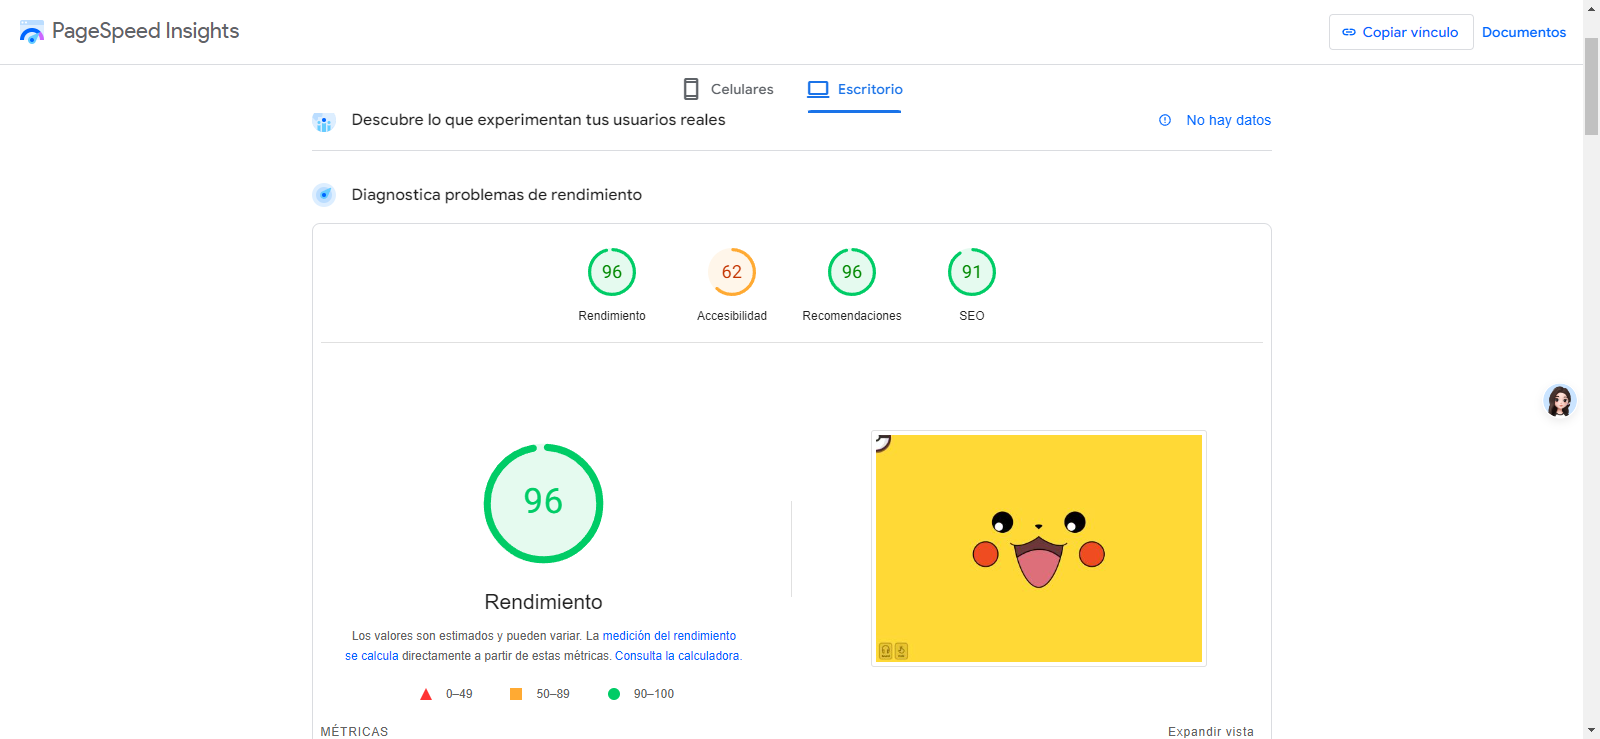 PageSpeed Insights
Copiar vínculo
Documentos
Celulares
Escritorio
Descubre lo que experimentan tus usuarios reales
No hay datos
Diagnostica problemas de rendimiento
96
62
96
91
Rendimiento
Accesibilidad
Recomendaciones
SEO
96
Rendimiento
Los valores son estimados y pueden variar. La medición del rendimiento
se calcula directamente a partir de estas métricas. Consulta la calculadora.
0–49
50–89
90–100
MÉTRICAS
Expandir vista